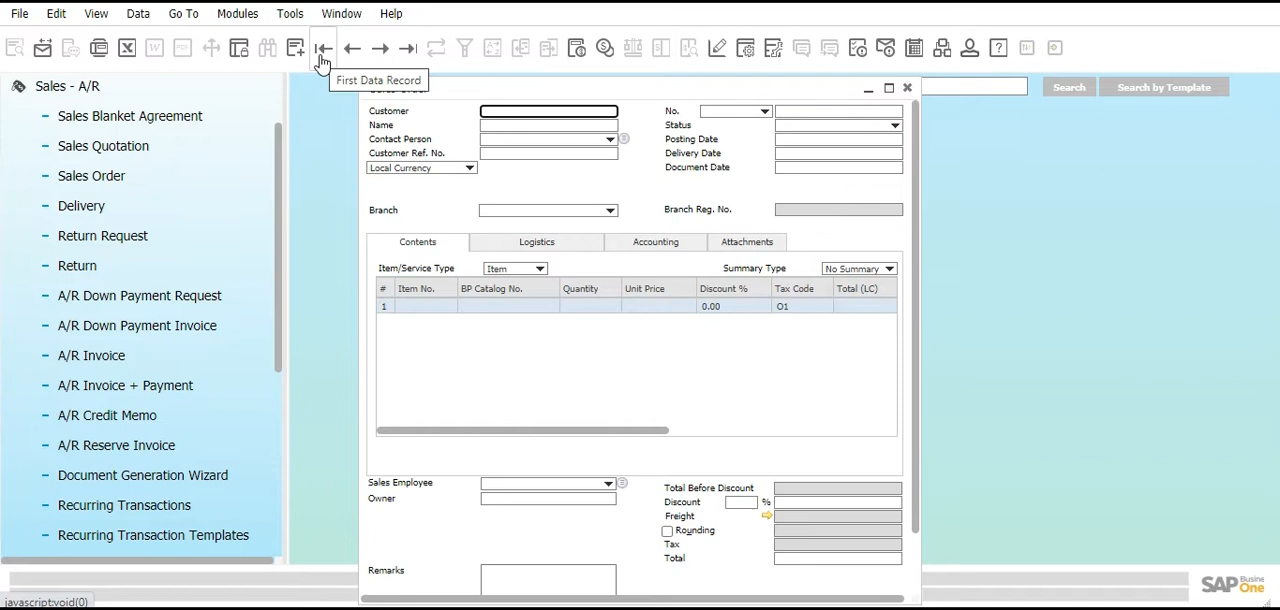 File Edit View Data Go To Modules Tools Window Help
First Data Record
Sales - A/R
Search Search by Template
Sales Blanket Agreement
Sales Quotation
Sales Order
Delivery
Return Request
Return
A/R Down Payment Request
A/R Down Payment Invoice
A/R Invoice
A/R Invoice + Payment
A/R Credit Memo
A/R Reserve Invoice
Document Generation Wizard
Recurring Transactions
Recurring Transaction Templates
Customer
Name
Contact Person
Customer Ref. No.
Local Currency
Branch
No.
Status
Posting Date
Delivery Date
Document Date
Branch Reg. No.
Contents Logistics Accounting Attachments
Item/Service Type Item Summary Type No Summary
# Item No. BP Catalog No. Quantity Unit Price Discount % Tax Code Total (LC)
1 0.00 O1
Sales Employee
Owner
Total Before Discount
Discount %
Freight
Rounding
Tax
Total
Remarks
javascript:void(0)
SAP Busine
One